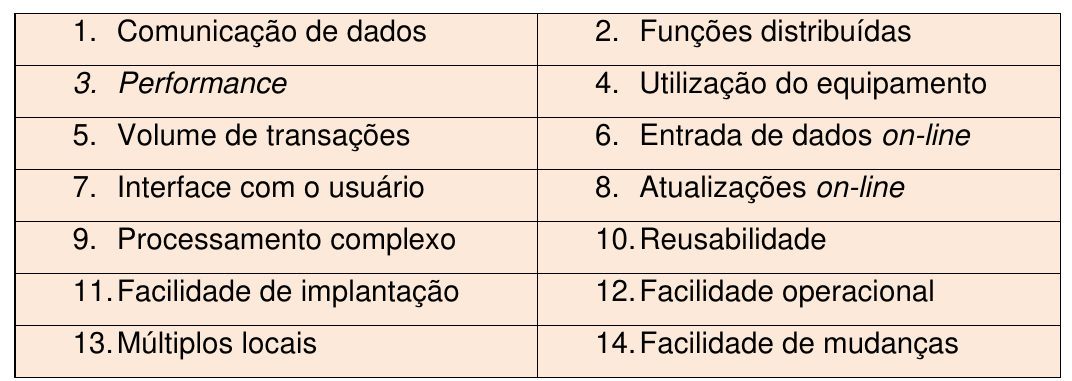 1. Comunicação de dados
2. Funções distribuídas
3. Performance
4. Utilização do equipamento
5. Volume de transações
6. Entrada de dados on-line
7. Interface com o usuário
8. Atualizações on-line
9. Processamento complexo
10. Reusabilidade
11. Facilidade de implantação
12. Facilidade operacional
13. Múltiplos locais
14. Facilidade de mudanças